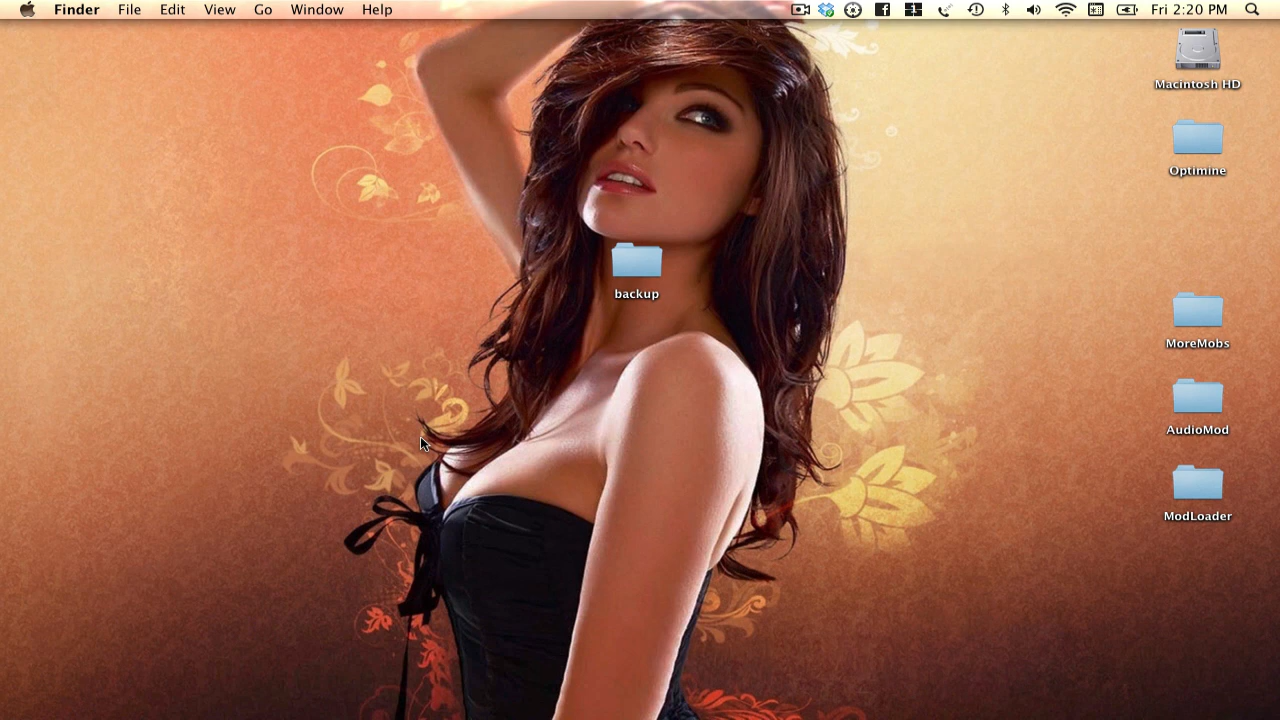 Finder File Edit View Go Window Help Fri 2:20 PM
Macintosh HD
Optimine
backup
MoreMobs
AudioMod
ModLoader